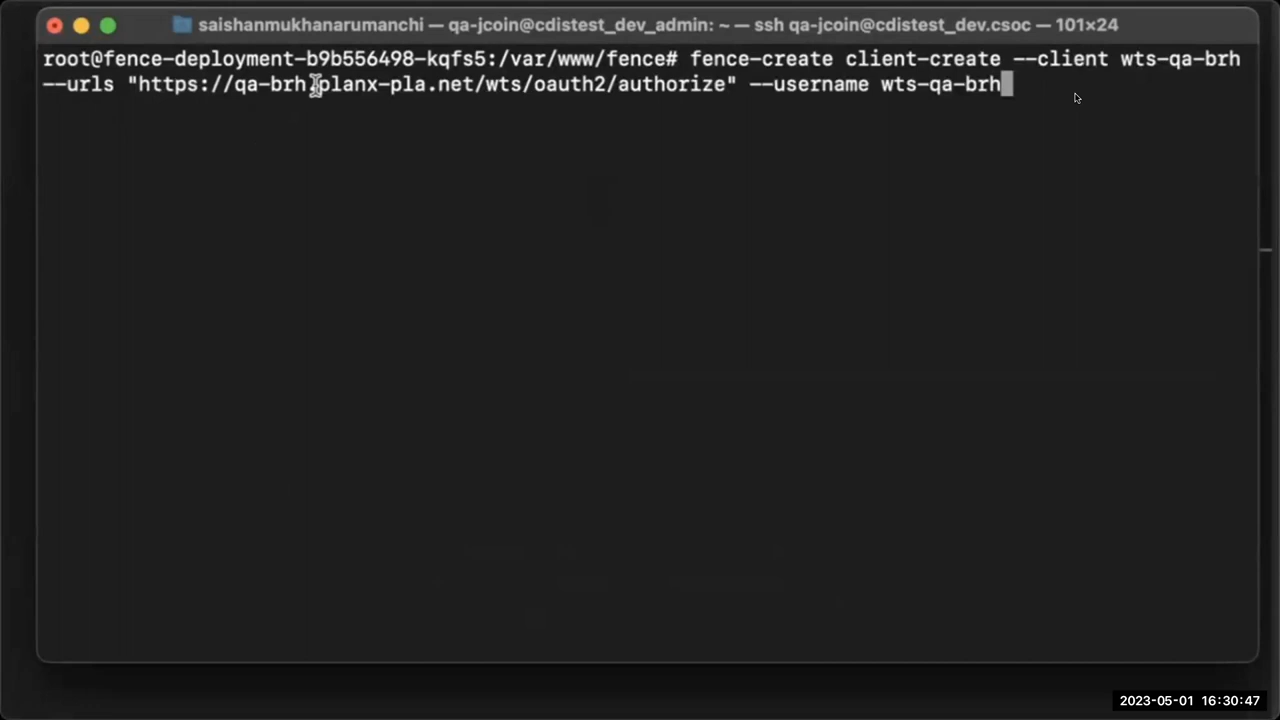 saishanmukhanarumanchi — qa-jcoin@cdistest_dev_admin: ~ — ssh qa-jcoin@cdistest_dev.csoc — 101×24
root@fence-deployment-b9b556498-kqfs5:/var/www/fence# fence-create client-create --client wts-qa-brh
--urls "https://qa-brh.planx-pla.net/wts/oauth2/authorize" --username wts-qa-brh
2023-05-01 16:30:47